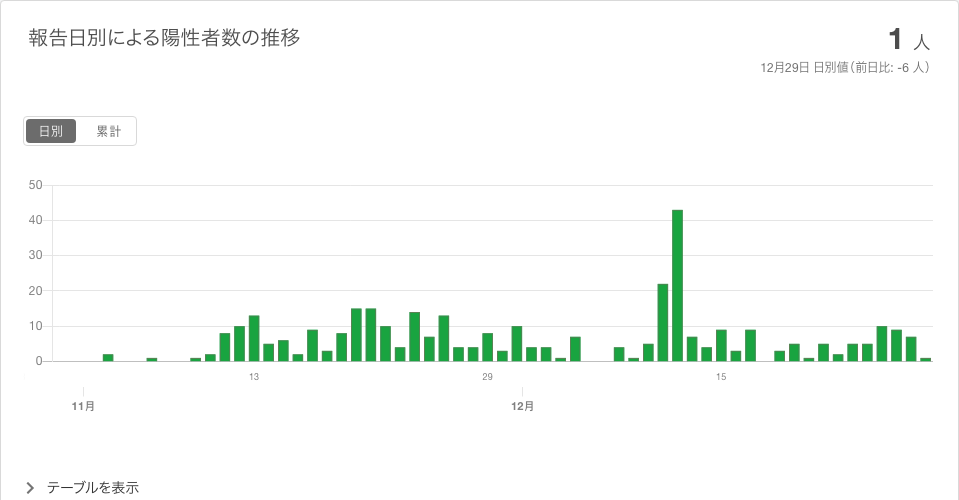 報告日別による陽性者数の推移
1 人
12月29日 日別値（前日比: -6 人）
日別 累計
50
40
30
20
10
0
13 29 15
11月 12月
テーブルを表示